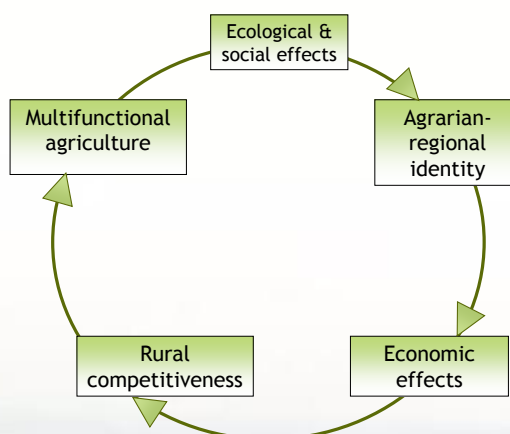 Ecological &
social effects
Multifunctional
agriculture
Agrarian-
regional
identity
Rural
competitiveness
Economic
effects